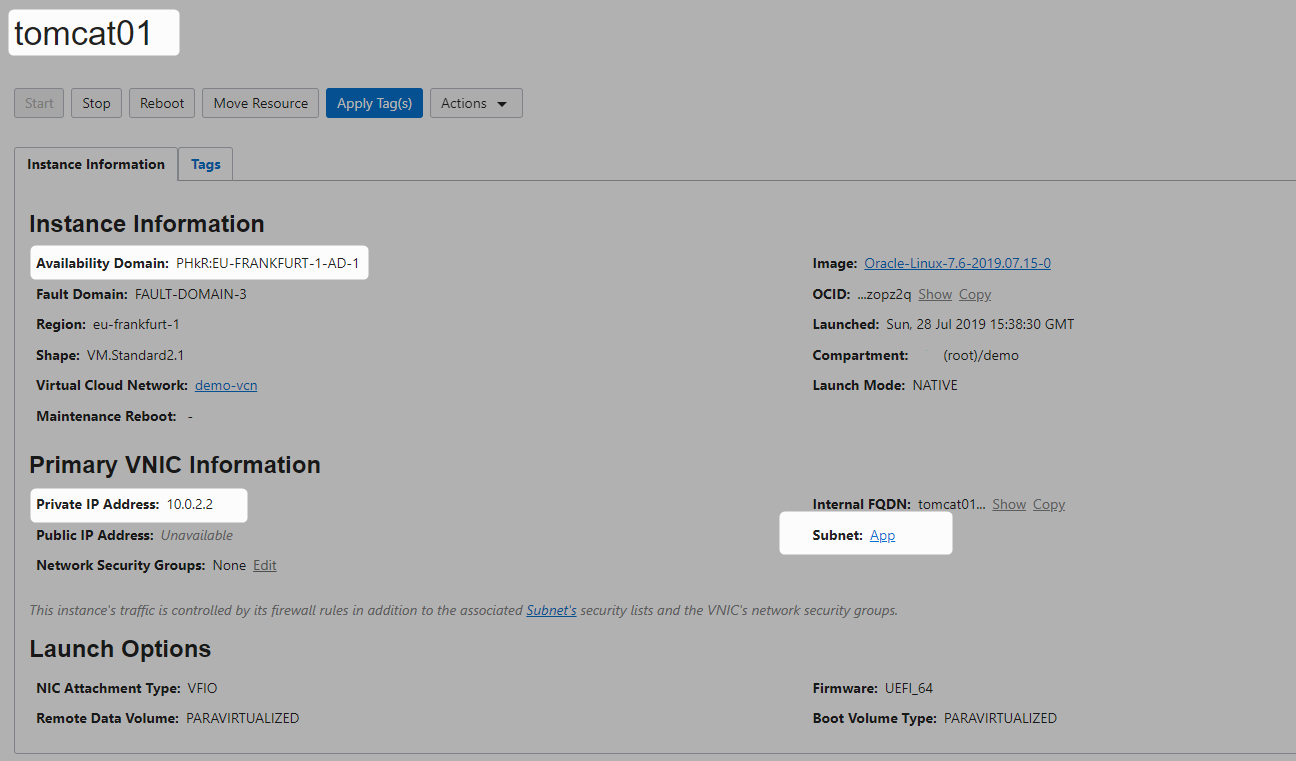 tomcat01
Start Stop Reboot Move Resource Apply Tag(s) Actions
Instance Information Tags
Instance Information
Availability Domain: PHkR:EU-FRANKFURT-1-AD-1
Fault Domain: FAULT-DOMAIN-3
Region: eu-frankfurt-1
Shape: VM.Standard2.1
Virtual Cloud Network: demo-vcn
Maintenance Reboot: -
Image: Oracle-Linux-7.6-2019.07.15-0
OCID: ...zopz2q Show Copy
Launched: Sun, 28 Jul 2019 15:38:30 GMT
Compartment: (root)/demo
Launch Mode: NATIVE
Primary VNIC Information
Private IP Address: 10.0.2.2
Public IP Address: Unavailable
Network Security Groups: None Edit
Internal FQDN: tomcat01... Show Copy
Subnet: App
This instance's traffic is controlled by its firewall rules in addition to the associated Subnet's security lists and the VNIC's network security groups.
Launch Options
NIC Attachment Type: VFIO
Remote Data Volume: PARAVIRTUALIZED
Firmware: UEFI_64
Boot Volume Type: PARAVIRTUALIZED